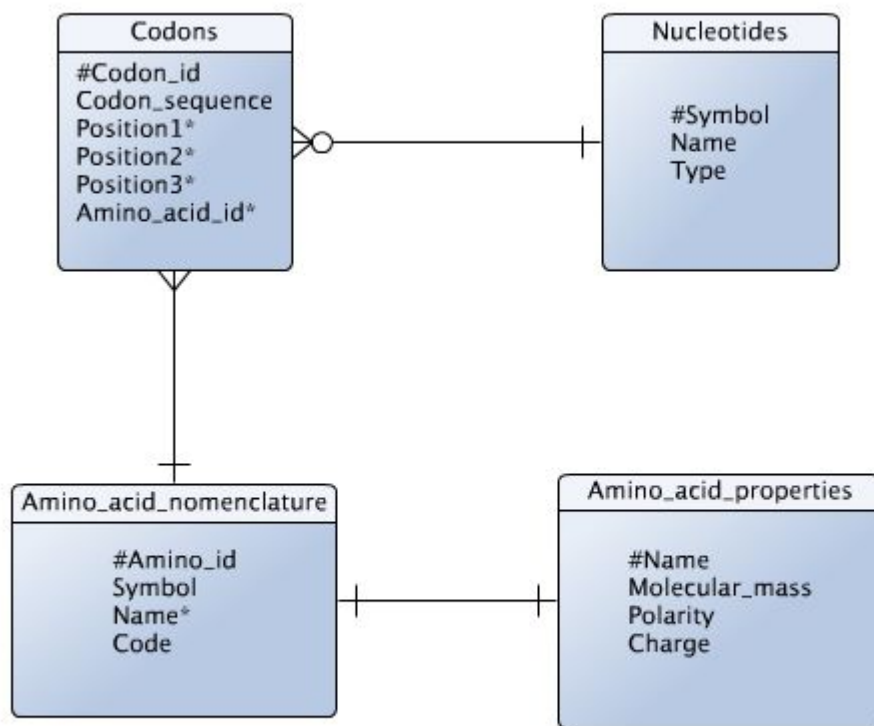 Codons
#Codon_id
Codon_sequence
Position1*
Position2*
Position3*
Amino_acid_id*
Nucleotides
#Symbol
Name
Type
Amino_acid_nomenclature
#Amino_id
Symbol
Name*
Code
Amino_acid_properties
#Name
Molecular_mass
Polarity
Charge